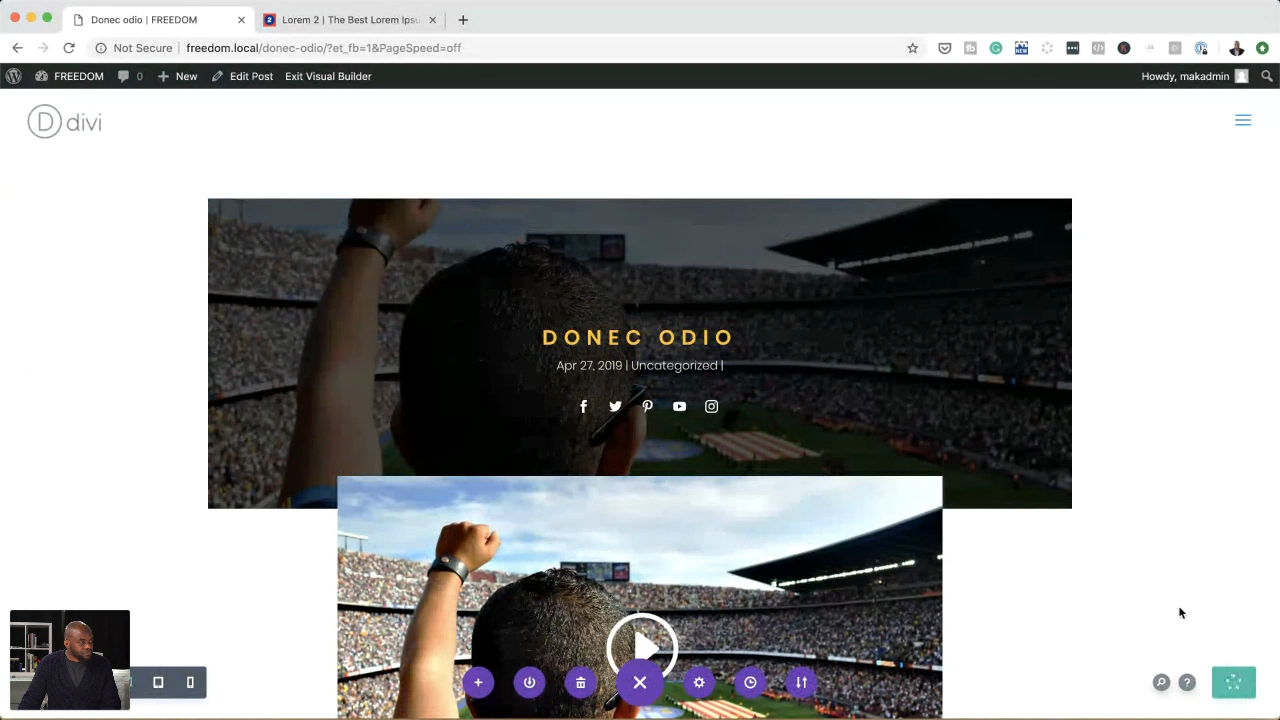 Donec odio | FREEDOM
Lorem 2 | The Best Lorem Ipsu
Not Secure
freedom.local/donec-odio/?et_fb=1&PageSpeed=off
FREEDOM
0
New
Edit Post
Exit Visual Builder
Howdy, makadmin
D divi
DONEC ODIO
Apr 27, 2019 | Uncategorized |